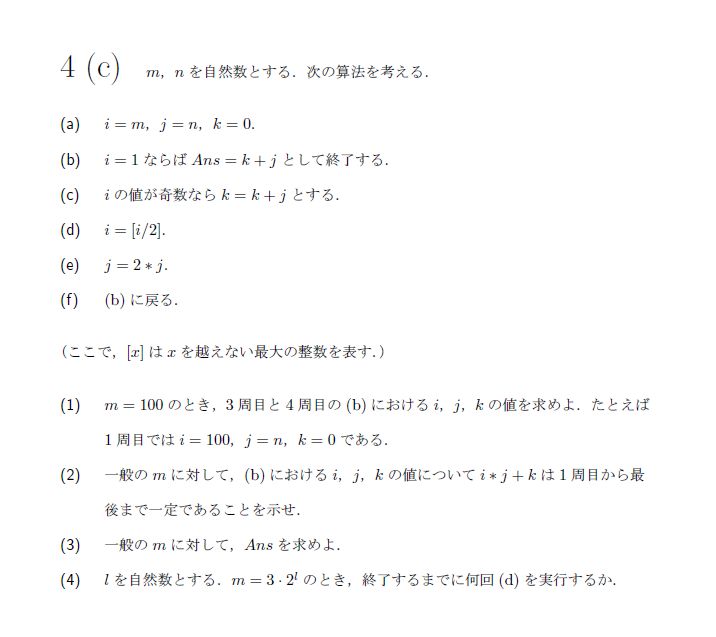 4 (c) m, n を自然数とする．次の算法を考える．
(a) i = m, j = n, k = 0.
(b) i = 1 ならば Ans = k + j として終了する．
(c) i の値が奇数なら k = k + j とする．
(d) i = [i/2].
(e) j = 2 ∗ j.
(f) (b) に戻る．
（ここで，[x] は x を越えない最大の整数を表す．）
(1) m = 100 のとき，3 周目と 4 周目の (b) における i, j, k の値を求めよ．たとえば
1 周目では i = 100, j = n, k = 0 である．
(2) 一般の m に対して，(b) における i, j, k の値について i ∗ j + k は 1 周目から最
後まで一定であることを示せ．
(3) 一般の m に対して，Ans を求めよ．
(4) l を自然数とする．m = 3 · 2^l のとき，終了するまでに何回 (d) を実行するか．